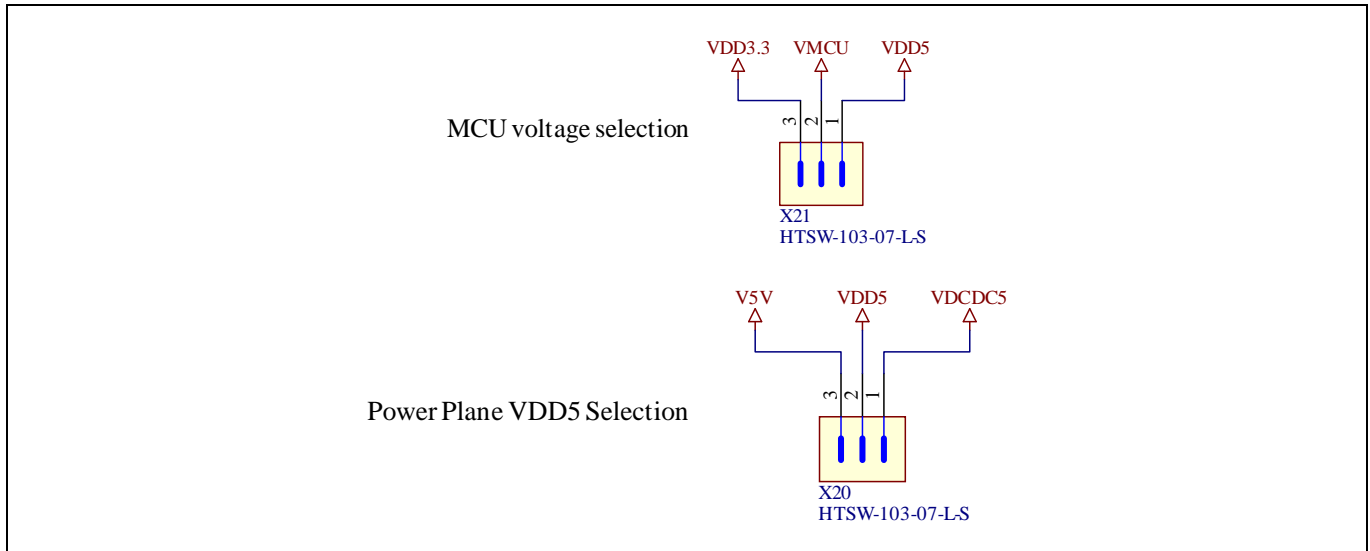 VDD3.3 VMCU VDD5
MCU voltage selection
3 2 1
X21
HTSW-103-07-L-S
V5V VDD5 VDCDC5
3 2 1
Power Plane VDD5 Selection
X20
HTSW-103-07-L-S